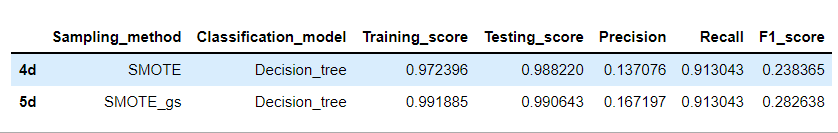 Sampling_method Classification_model Training_score Testing_score Precision Recall F1_score
4d SMOTE Decision_tree 0.972396 0.988220 0.137076 0.913043 0.238365
5d SMOTE_gs Decision_tree 0.991885 0.990643 0.167197 0.913043 0.282638